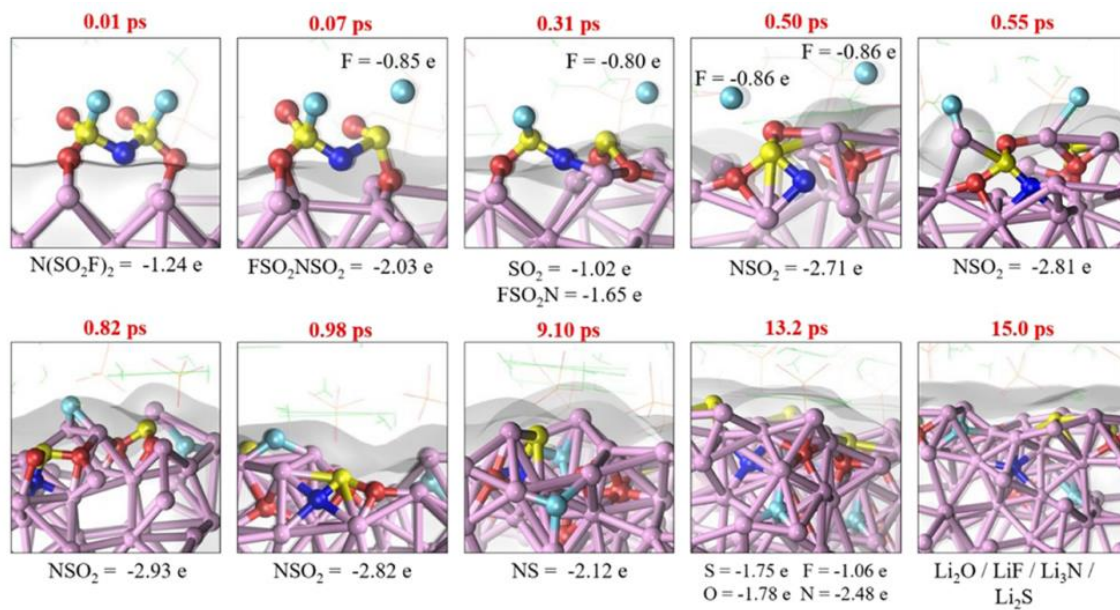 0.01 ps
0.07 ps
0.31 ps
0.50 ps
0.55 ps
F = -0.85 e
F = -0.80 e
F = -0.86 e
F = -0.86 e
N(SO₂F)₂ = -1.24 e
FSO₂NSO₂ = -2.03 e
SO₂ = -1.02 e
FSO₂N = -1.65 e
NSO₂ = -2.71 e
NSO₂ = -2.81 e
0.82 ps
0.98 ps
9.10 ps
13.2 ps
15.0 ps
NSO₂ = -2.93 e
NSO₂ = -2.82 e
NS = -2.12 e
S = -1.75 e F = -1.06 e
O = -1.78 e N = -2.48 e
Li₂O / LiF / Li₃N /
Li₂S